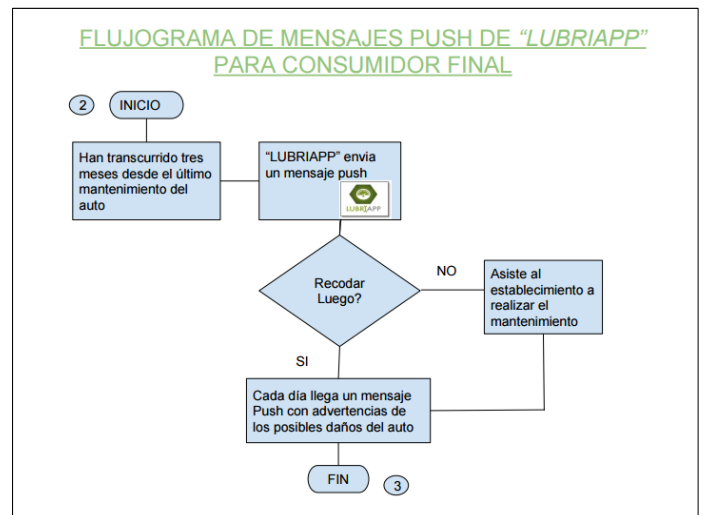 FLUJOGRAMA DE MENSAJES PUSH DE “LUBRIAPP”
PARA CONSUMIDOR FINAL
2
INICIO
Han transcurrido tres
meses desde el último
mantenimiento del
auto
“LUBRIAPP” envia
un mensaje push
LUBRIAPP
Recodar
Luego?
NO
Asiste al
establecimiento a
realizar el
mantenimiento
SI
Cada día llega un mensaje
Push con advertencias de
los posibles daños del auto
FIN
3